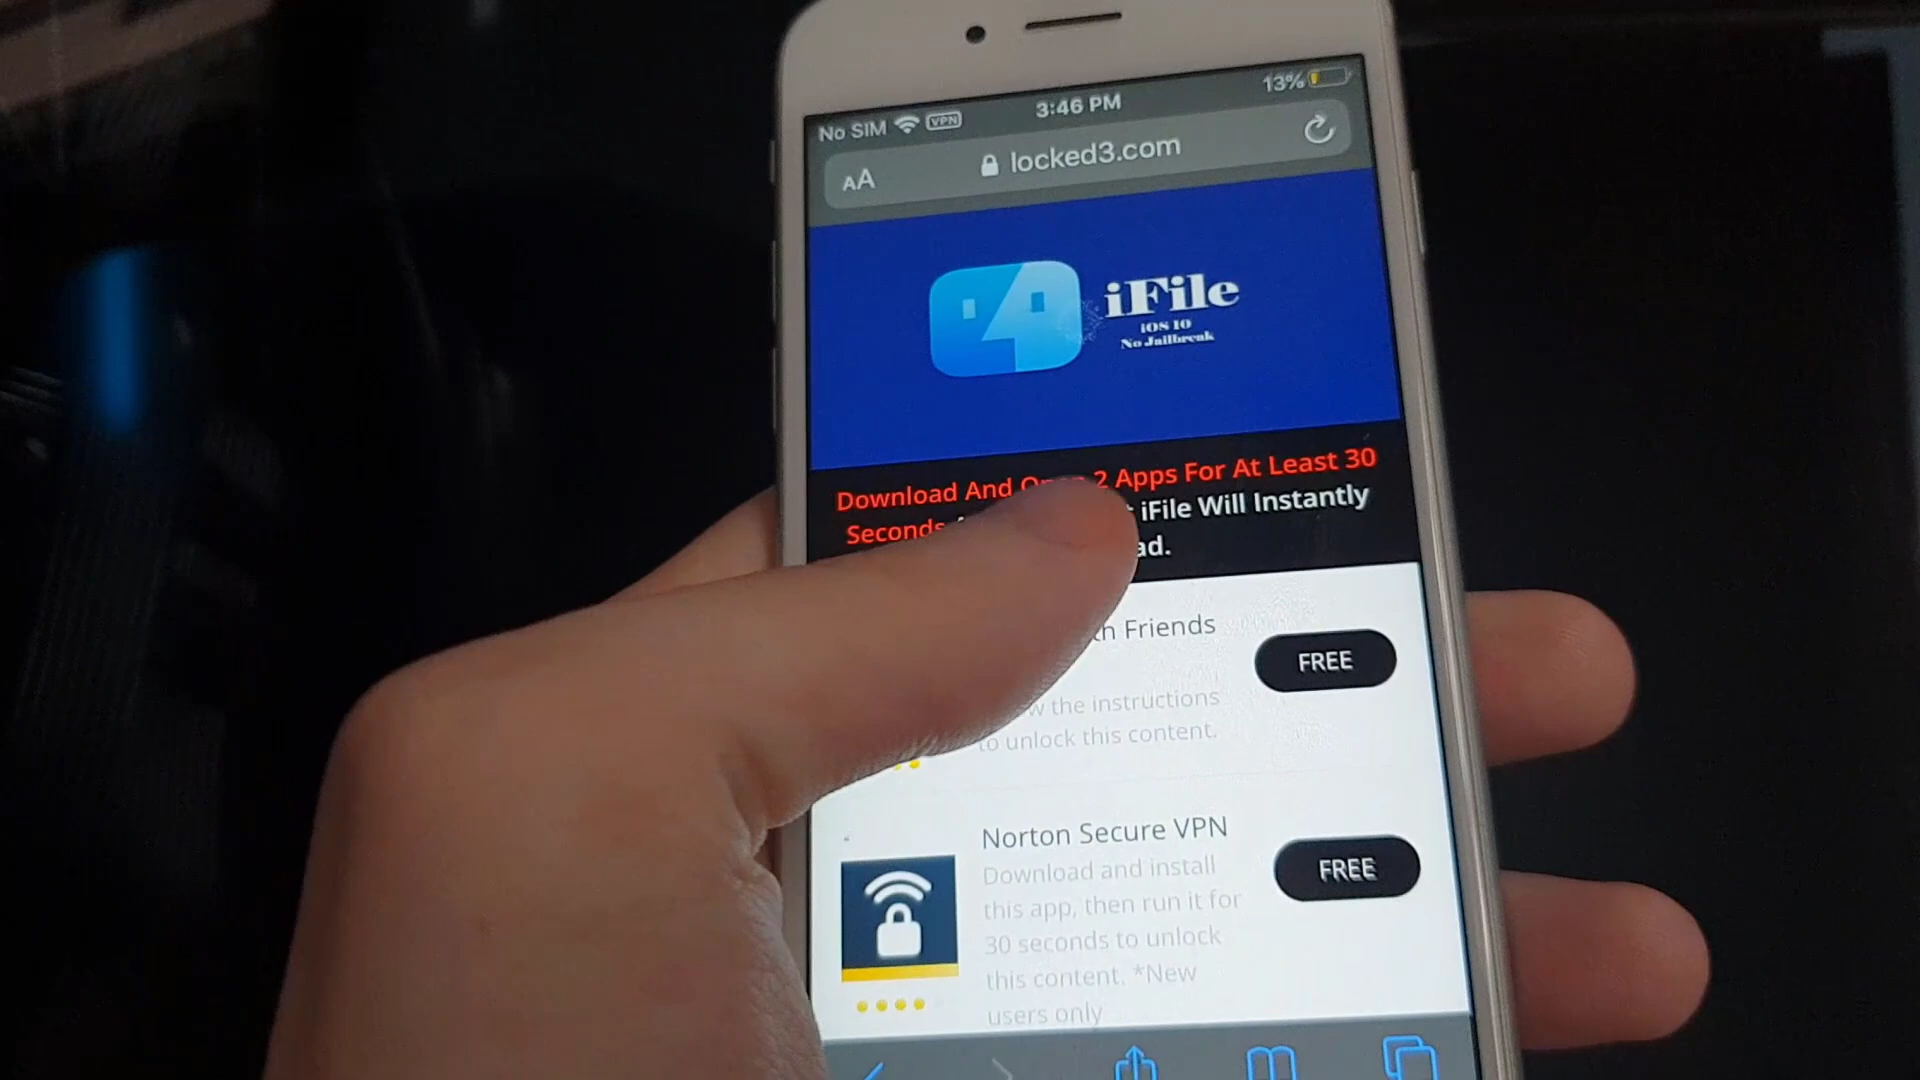 No SIM VPN 3:46 PM 13%
AA locked3.com
iFile
iOS 10
No Jailbreak
Download And 2 Apps For At Least 30
Seconds iFile Will Instantly
Friends
FREE
the instructions
to unlock this content.
Norton Secure VPN
Download and install
this app, then run it for
30 seconds to unlock
this content. *New
users only
FREE